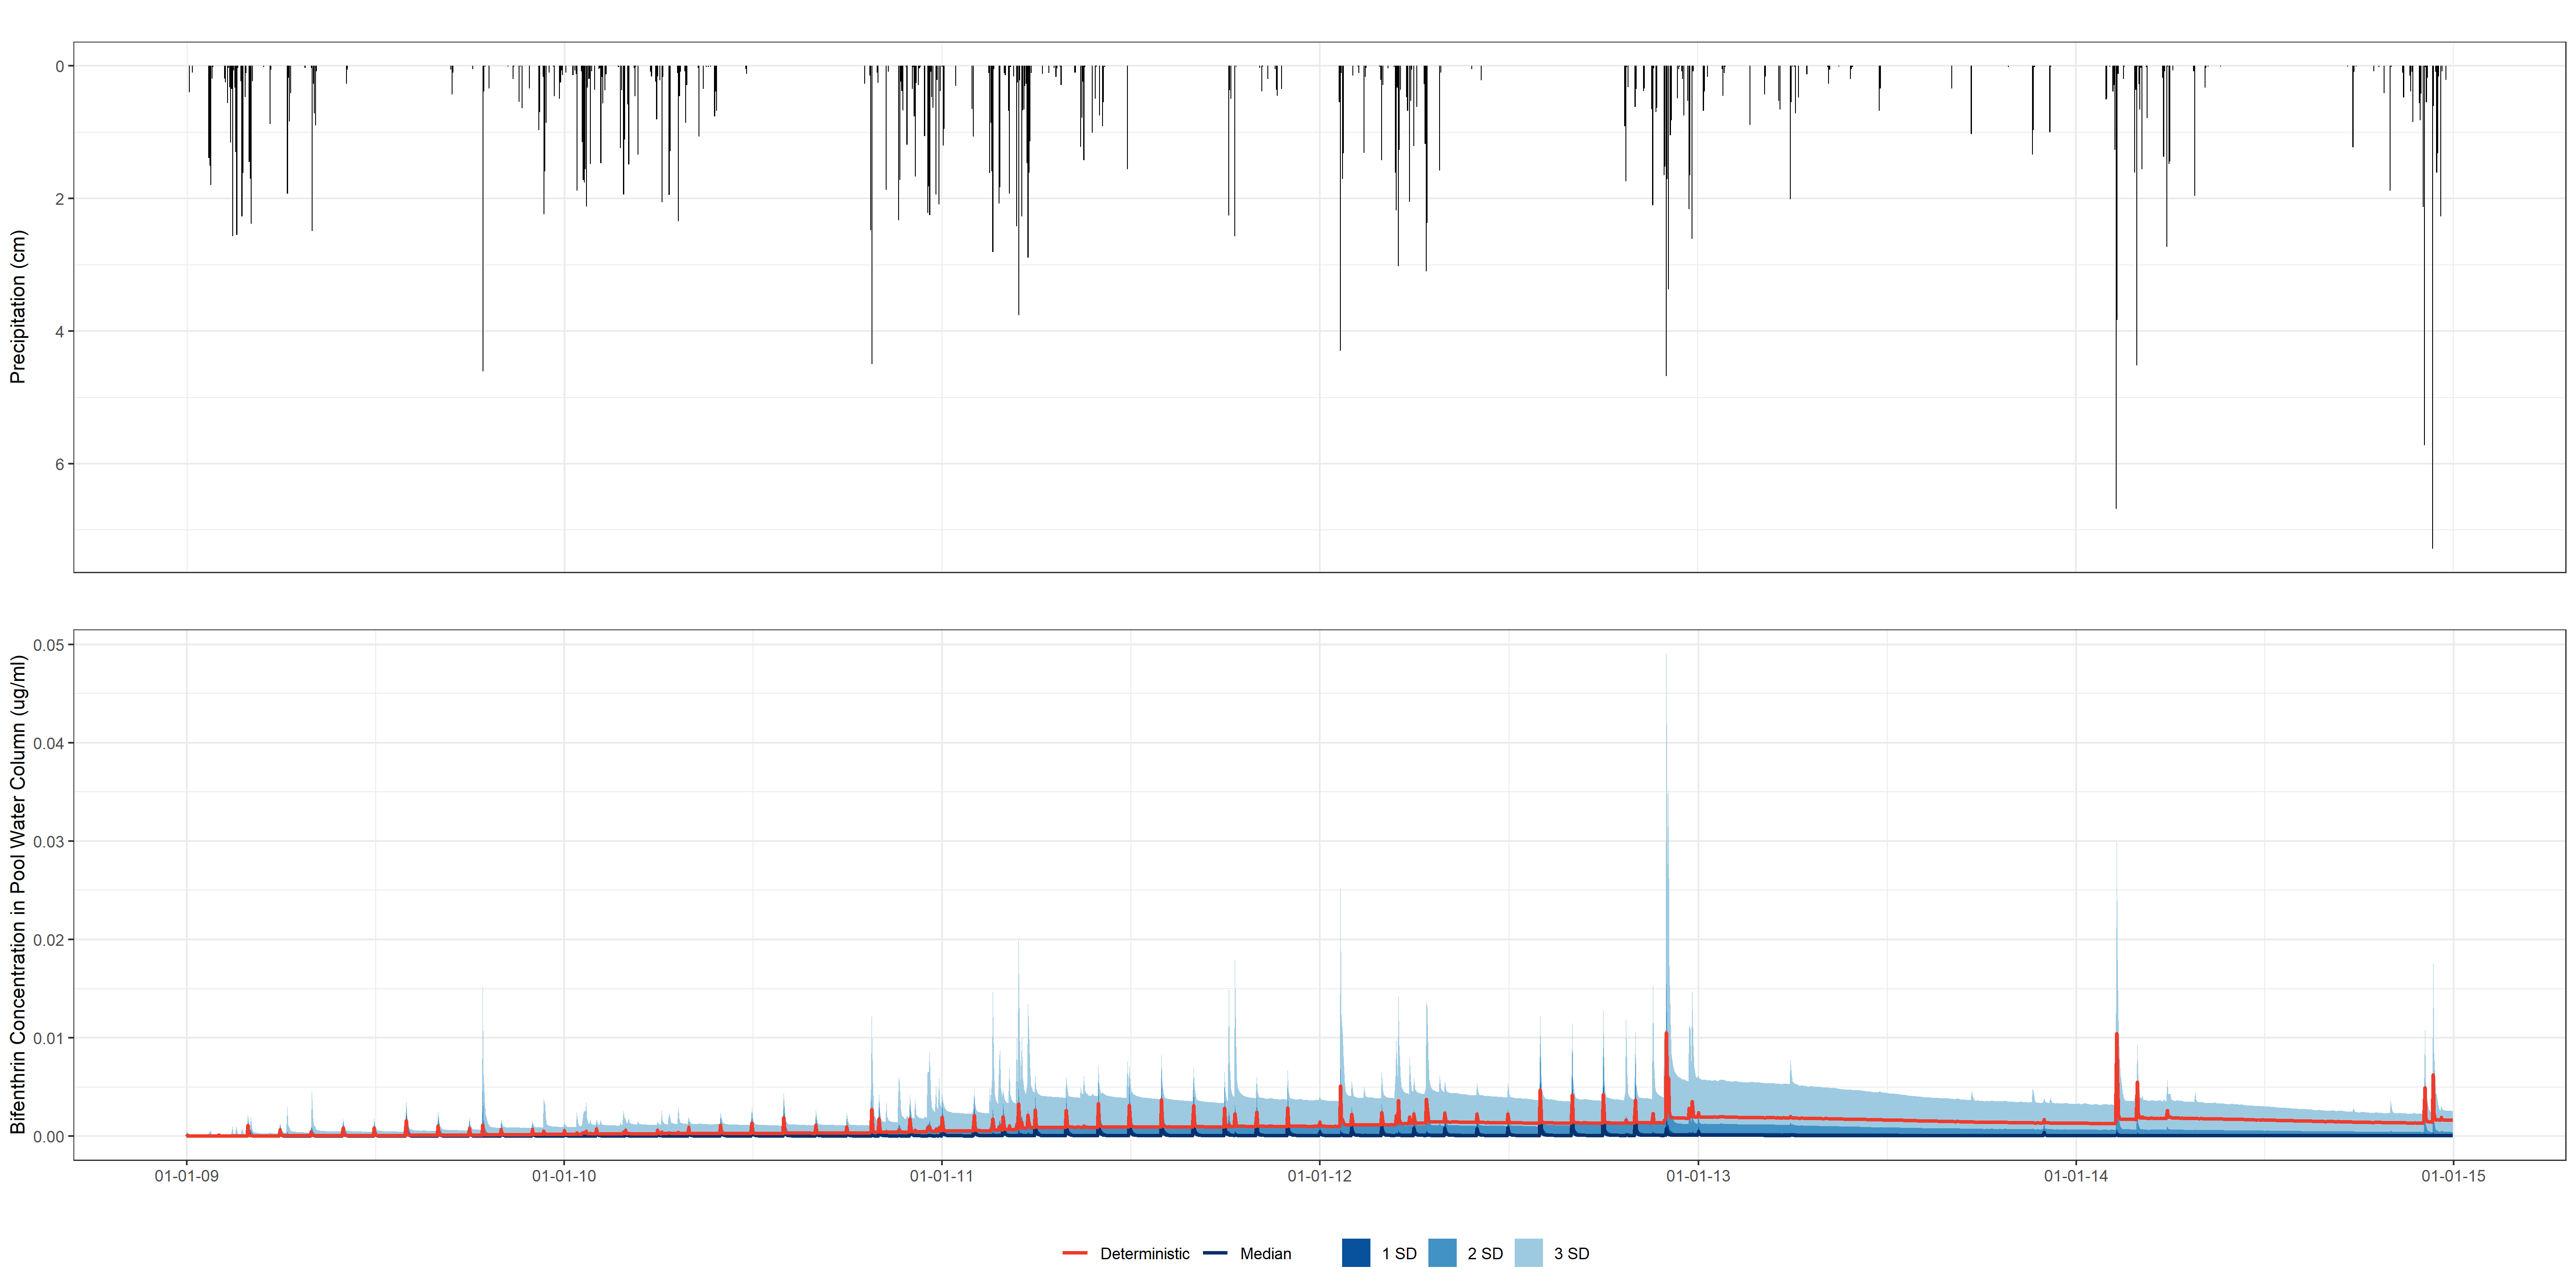 0
2
4
6
Precipitation (cm)
0.05
0.04
0.03
0.02
0.01
0.00
Bifenthrin Concentration in Pool Water Column (ug/ml)
01-01-09 01-01-10 01-01-11 01-01-12 01-01-13 01-01-14 01-01-15
Deterministic Median 1 SD 2 SD 3 SD